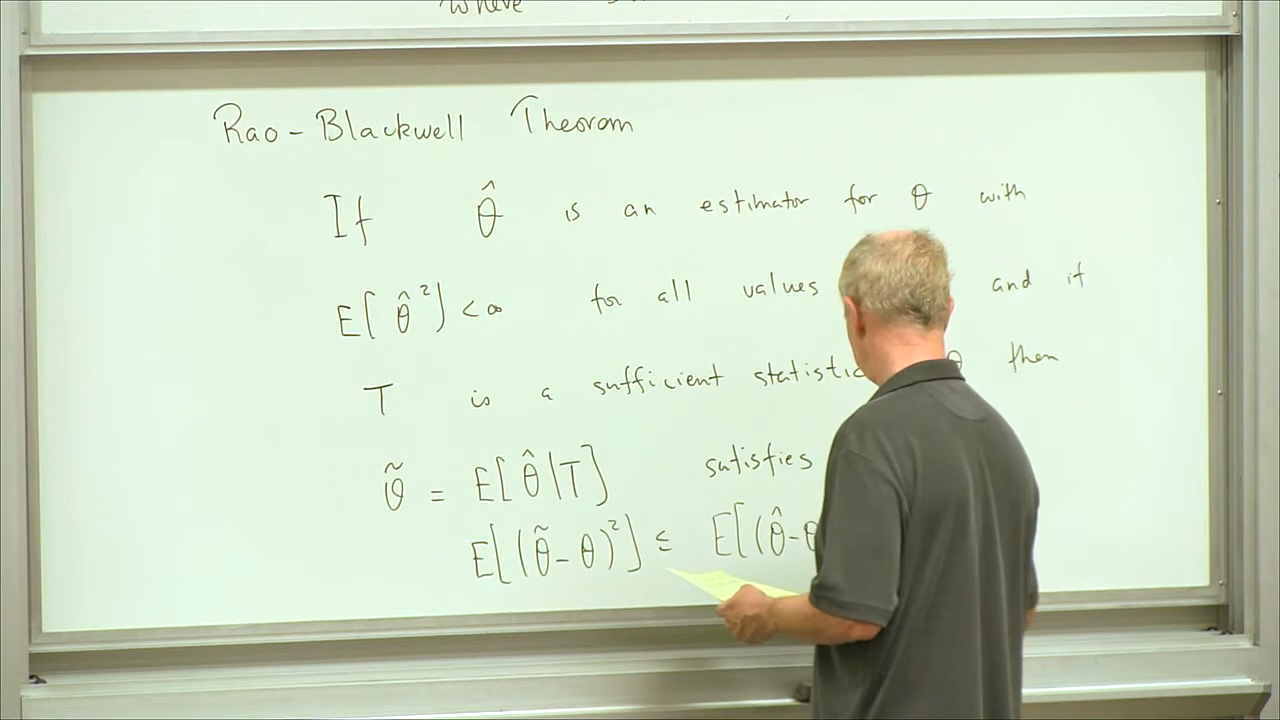 where
Rao-Blackwell Theorem
If θ̂ is an estimator for θ with
E[θ̂²] < ∞ for all values and if
T is a sufficient statistic θ then
θ̃ = E[θ̂|T] satisfies
E[(θ̃-θ)²] ≤ E[(θ̂-θ